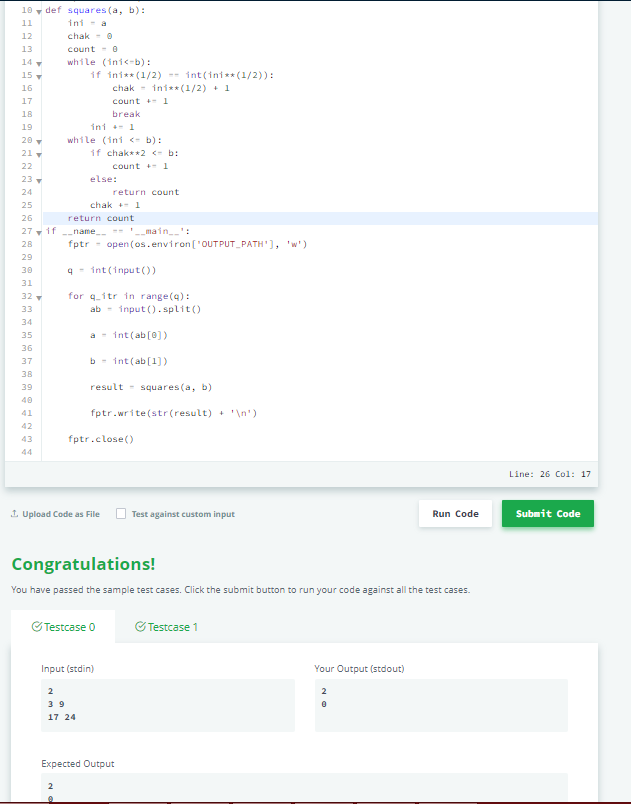 10 def squares(a, b):
11     ini = a
12     chak = 0
13     count = 0
14     while (ini<=b):
15         if ini**(1/2) == int(ini**(1/2)):
16             chak = ini**(1/2) + 1
17             count += 1
18             break
19         ini += 1
20     while (ini <= b):
21         if chak**2 <= b:
22             count += 1
23         else:
24             return count
25         chak += 1
26     return count
27 if __name__ == '__main__':
28     fptr = open(os.environ['OUTPUT_PATH'], 'w')
29
30     q = int(input())
31
32     for q_itr in range(q):
33         ab = input().split()
34
35         a = int(ab[0])
36
37         b = int(ab[1])
38
39         result = squares(a, b)
40
41         fptr.write(str(result) + '\n')
42
43     fptr.close()
44
Line: 26 Col: 17
Upload Code as File Test against custom input Run Code Submit Code
Congratulations!
You have passed the sample test cases. Click the submit button to run your code against all the test cases.
Testcase 0 Testcase 1
Input (stdin)
2
3 9
17 24
Your Output (stdout)
2
0
Expected Output
2
0